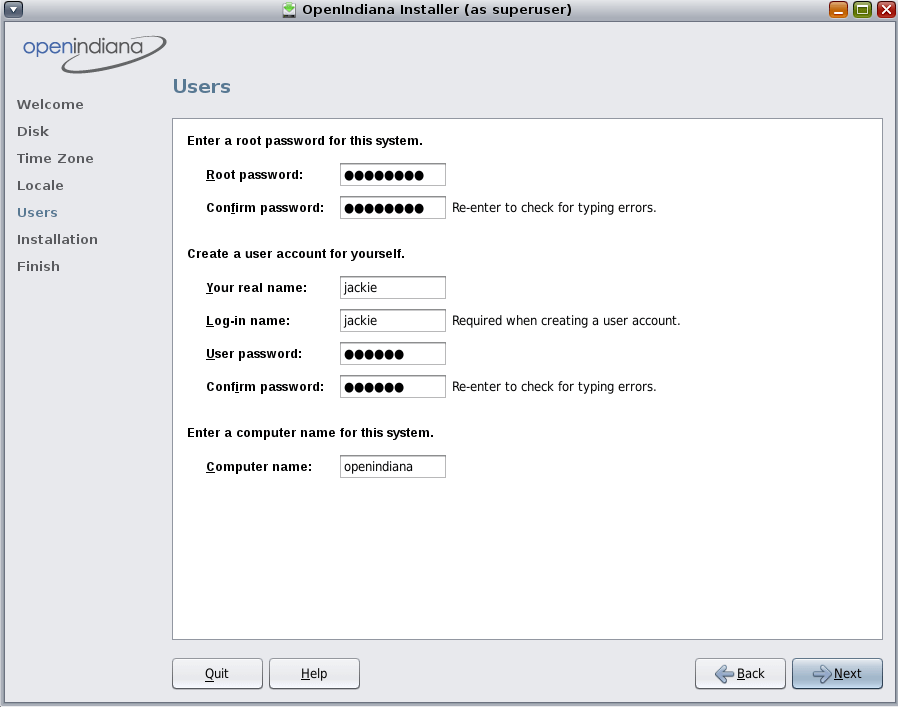 OpenIndiana Installer (as superuser)
openindiana
Users
Welcome
Disk
Time Zone
Locale
Users
Installation
Finish
Enter a root password for this system.
Root password: ●●●●●●●●
Confirm password: ●●●●●●●● Re-enter to check for typing errors.
Create a user account for yourself.
Your real name: jackie
Log-in name: jackie Required when creating a user account.
User password: ●●●●●●
Confirm password: ●●●●●● Re-enter to check for typing errors.
Enter a computer name for this system.
Computer name: openindiana
Quit Help Back Next